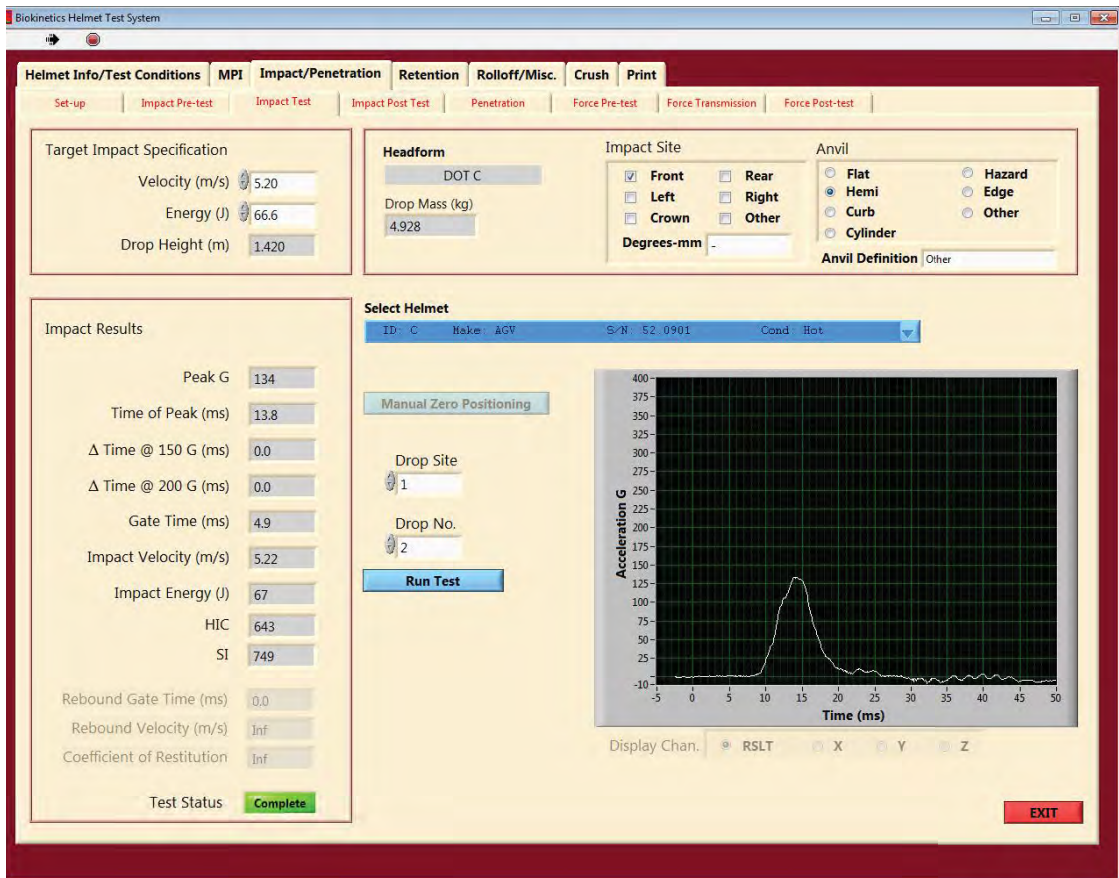 Biokinetics Helmet Test System
Helmet Info/Test Conditions MPI Impact/Penetration Retention Rolloff/Misc. Crush Print
Set-up Impact Pre-test Impact Test Impact Post Test Penetration Force Pre-test Force Transmission Force Post-test
Target Impact Specification
Velocity (m/s) 5.20
Energy (J) 66.6
Drop Height (m) 1.420
Headform
DOT C
Drop Mass (kg)
4.928
Impact Site
Front Rear
Left Right
Crown Other
Degrees-mm -
Anvil
Flat Hazard
Hemi Edge
Curb Other
Cylinder
Anvil Definition Other
Impact Results
Peak G 134
Time of Peak (ms) 13.8
Δ Time @ 150 G (ms) 0.0
Δ Time @ 200 G (ms) 0.0
Gate Time (ms) 4.9
Impact Velocity (m/s) 5.22
Impact Energy (J) 67
HIC 643
SI 749
Rebound Gate Time (ms) 0.0
Rebound Velocity (m/s) Inf
Coefficient of Restitution Inf
Test Status Complete
Select Helmet
ID: C Make: AGV S/N: 52 0901 Cond: Hot
Manual Zero Positioning
Drop Site
1
Drop No.
2
Run Test
Acceleration G
400
375
350
325
300
275
250
225
200
175
150
125
100
75
50
25
-10
-5 0 5 10 15 20 25 30 35 40 45 50
Time (ms)
Display Chan. RSLT X Y Z
EXIT